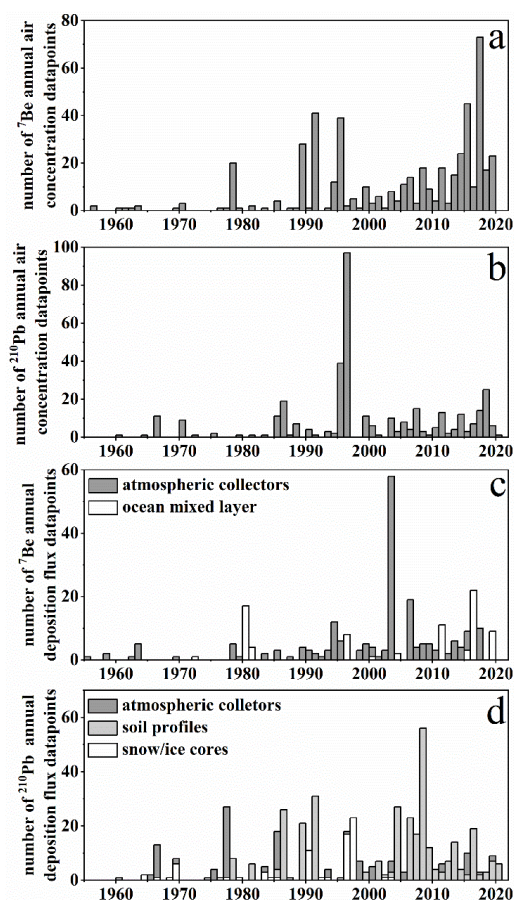 a
number of ⁷Be annual air
concentration datapoints
80
60
40
20
0
1960 1970 1980 1990 2000 2010 2020
b
number of ²¹⁰Pb annual air
concentration datapoints
100
80
60
40
20
0
1960 1970 1980 1990 2000 2010 2020
c
number of ⁷Be annual
deposition flux datapoints
60
40
20
0
atmospheric collectors
ocean mixed layer
1960 1970 1980 1990 2000 2010 2020
d
number of ²¹⁰Pb annual
deposition flux datapoints
60
40
20
0
atmospheric colletors
soil profiles
snow/ice cores
1960 1970 1980 1990 2000 2010 2020